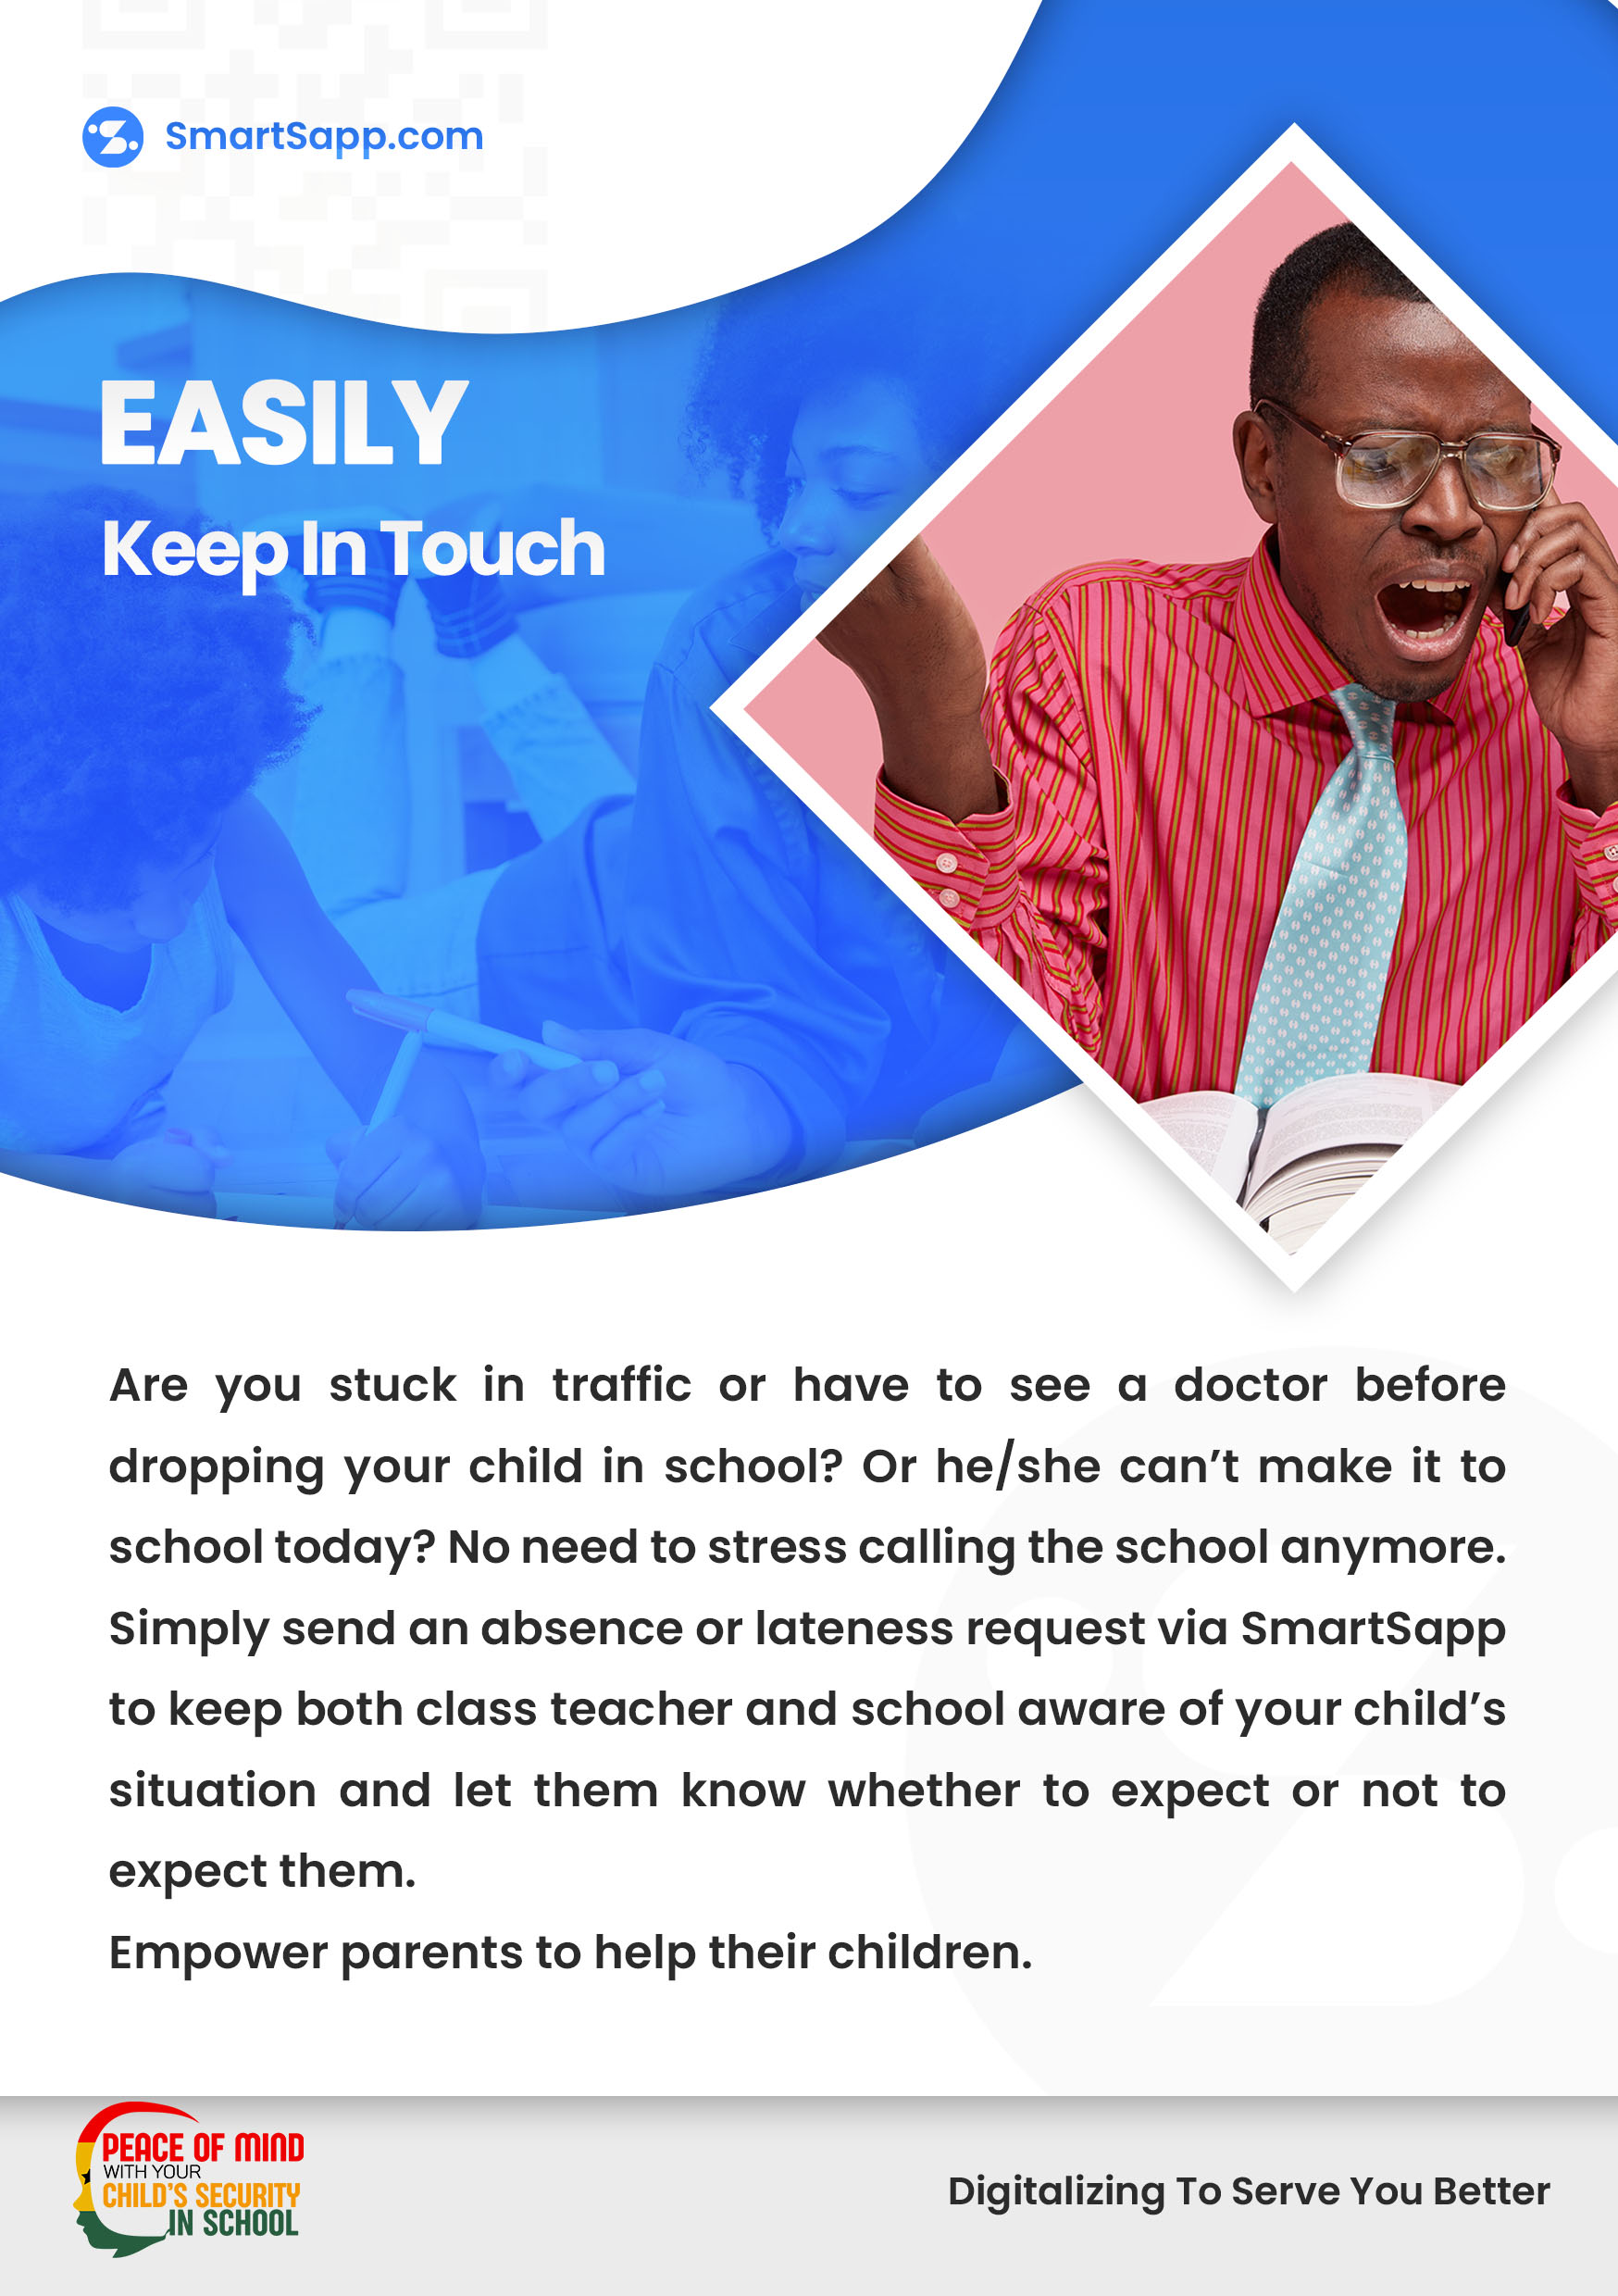 SmartSapp.com
EASILY
Keep In Touch
Are you stuck in traffic or have to see a doctor before
dropping your child in school? Or he/she can’t make it to
school today? No need to stress calling the school anymore.
Simply send an absence or lateness request via SmartSapp
to keep both class teacher and school aware of your child’s
situation and let them know whether to expect or not to
expect them.
Empower parents to help their children.
PEACE OF MIND
WITH YOUR
CHILD’S SECURITY
IN SCHOOL
Digitalizing To Serve You Better